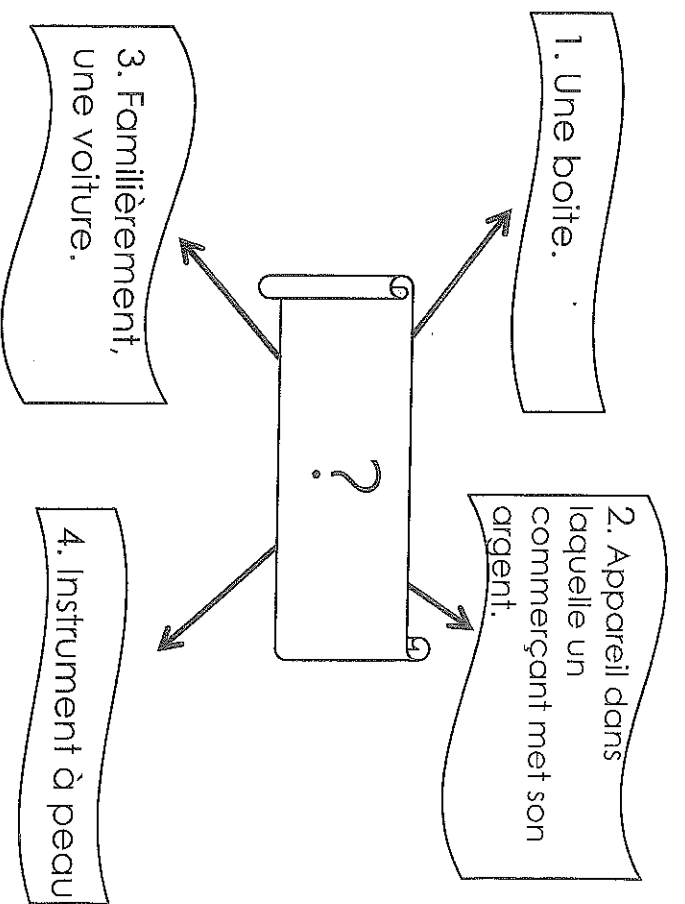 1. Une boite.
2. Appareil dans
laquelle un
commerçant met son
argent.
?
3. Familièrement,
une voiture.
4. Instrument à peau